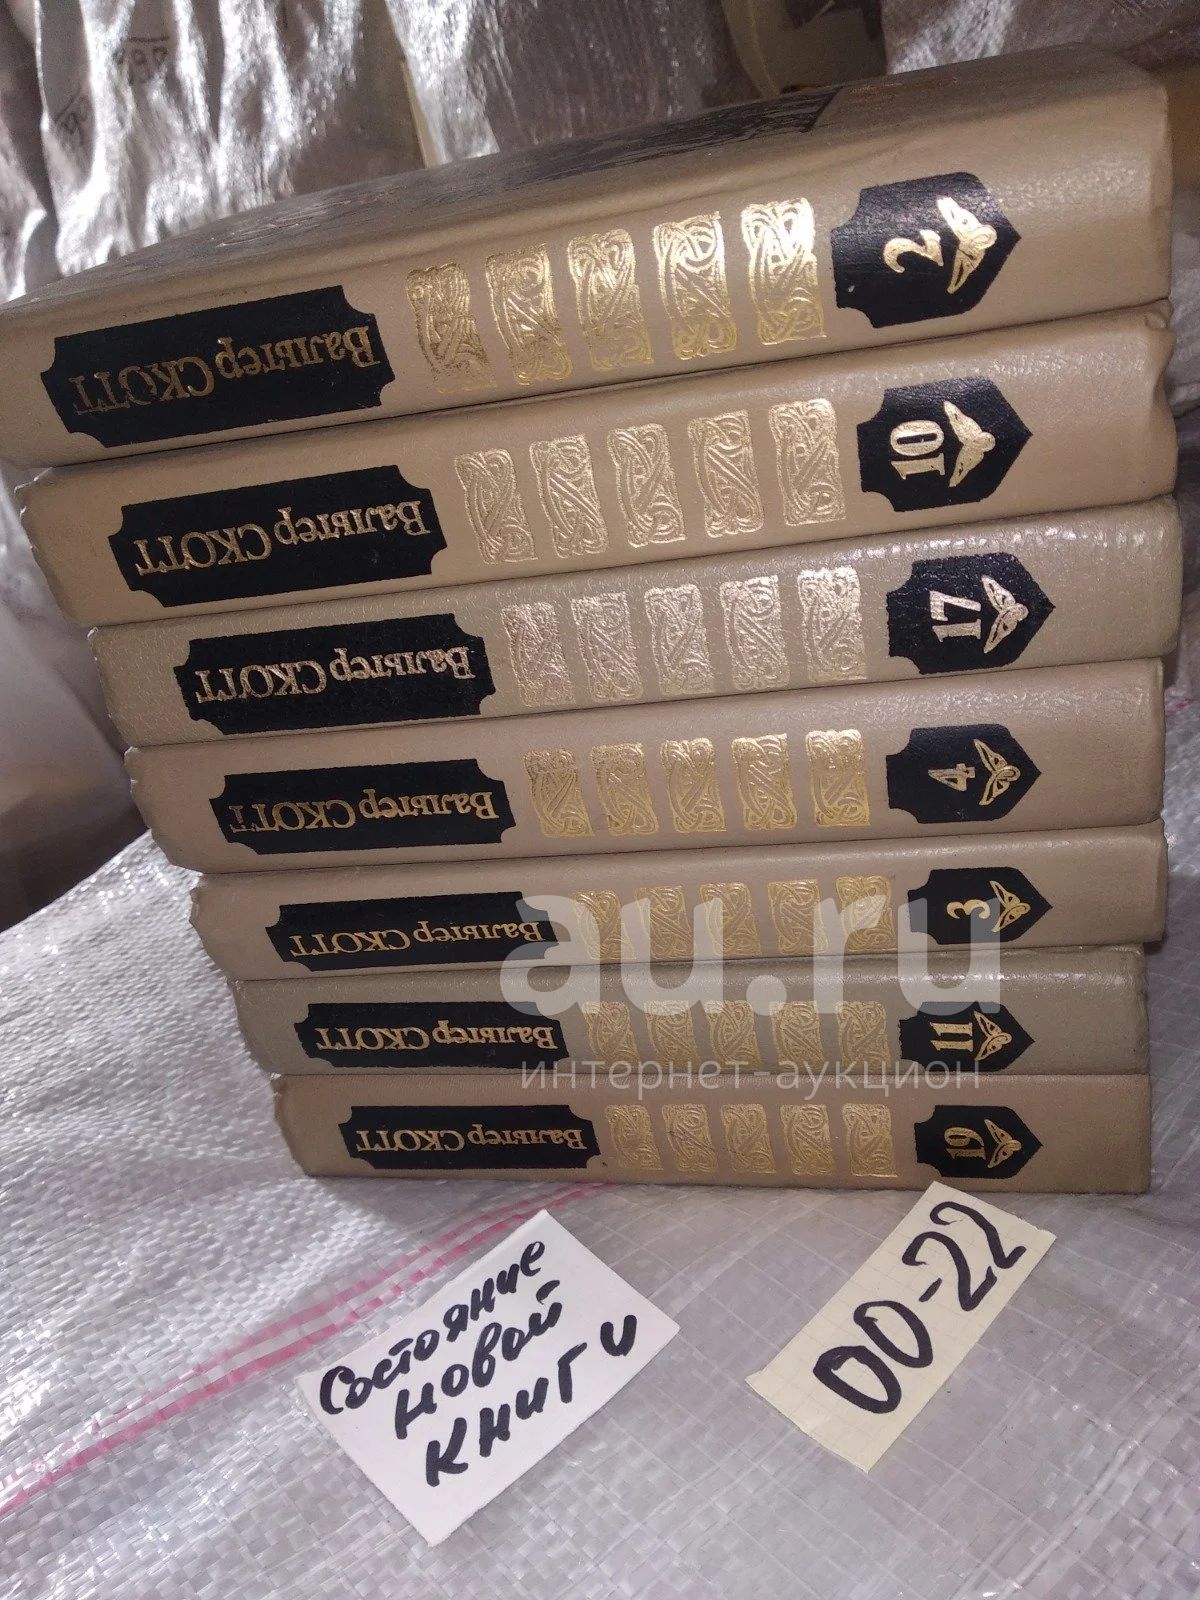 Вальтер СКОТТ
2
Вальтер СКОТТ
10
Вальтер СКОТТ
17
Вальтер СКОТТ
4
Вальтер СКОТТ
3
Вальтер СКОТТ
11
Вальтер СКОТТ
19
au.ru
интернет-аукцион
Состояние
новой
книги
00-22